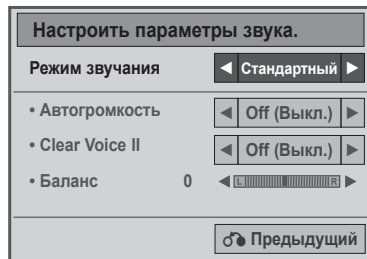 Настроить параметры звука.
Режим звучания ◀ Стандартный ▶
• Автогромкость ◀ Off (Выкл.) ▶
• Clear Voice II ◀ Off (Выкл.) ▶
• Баланс 0 ◀ L R ▶
Предыдущий